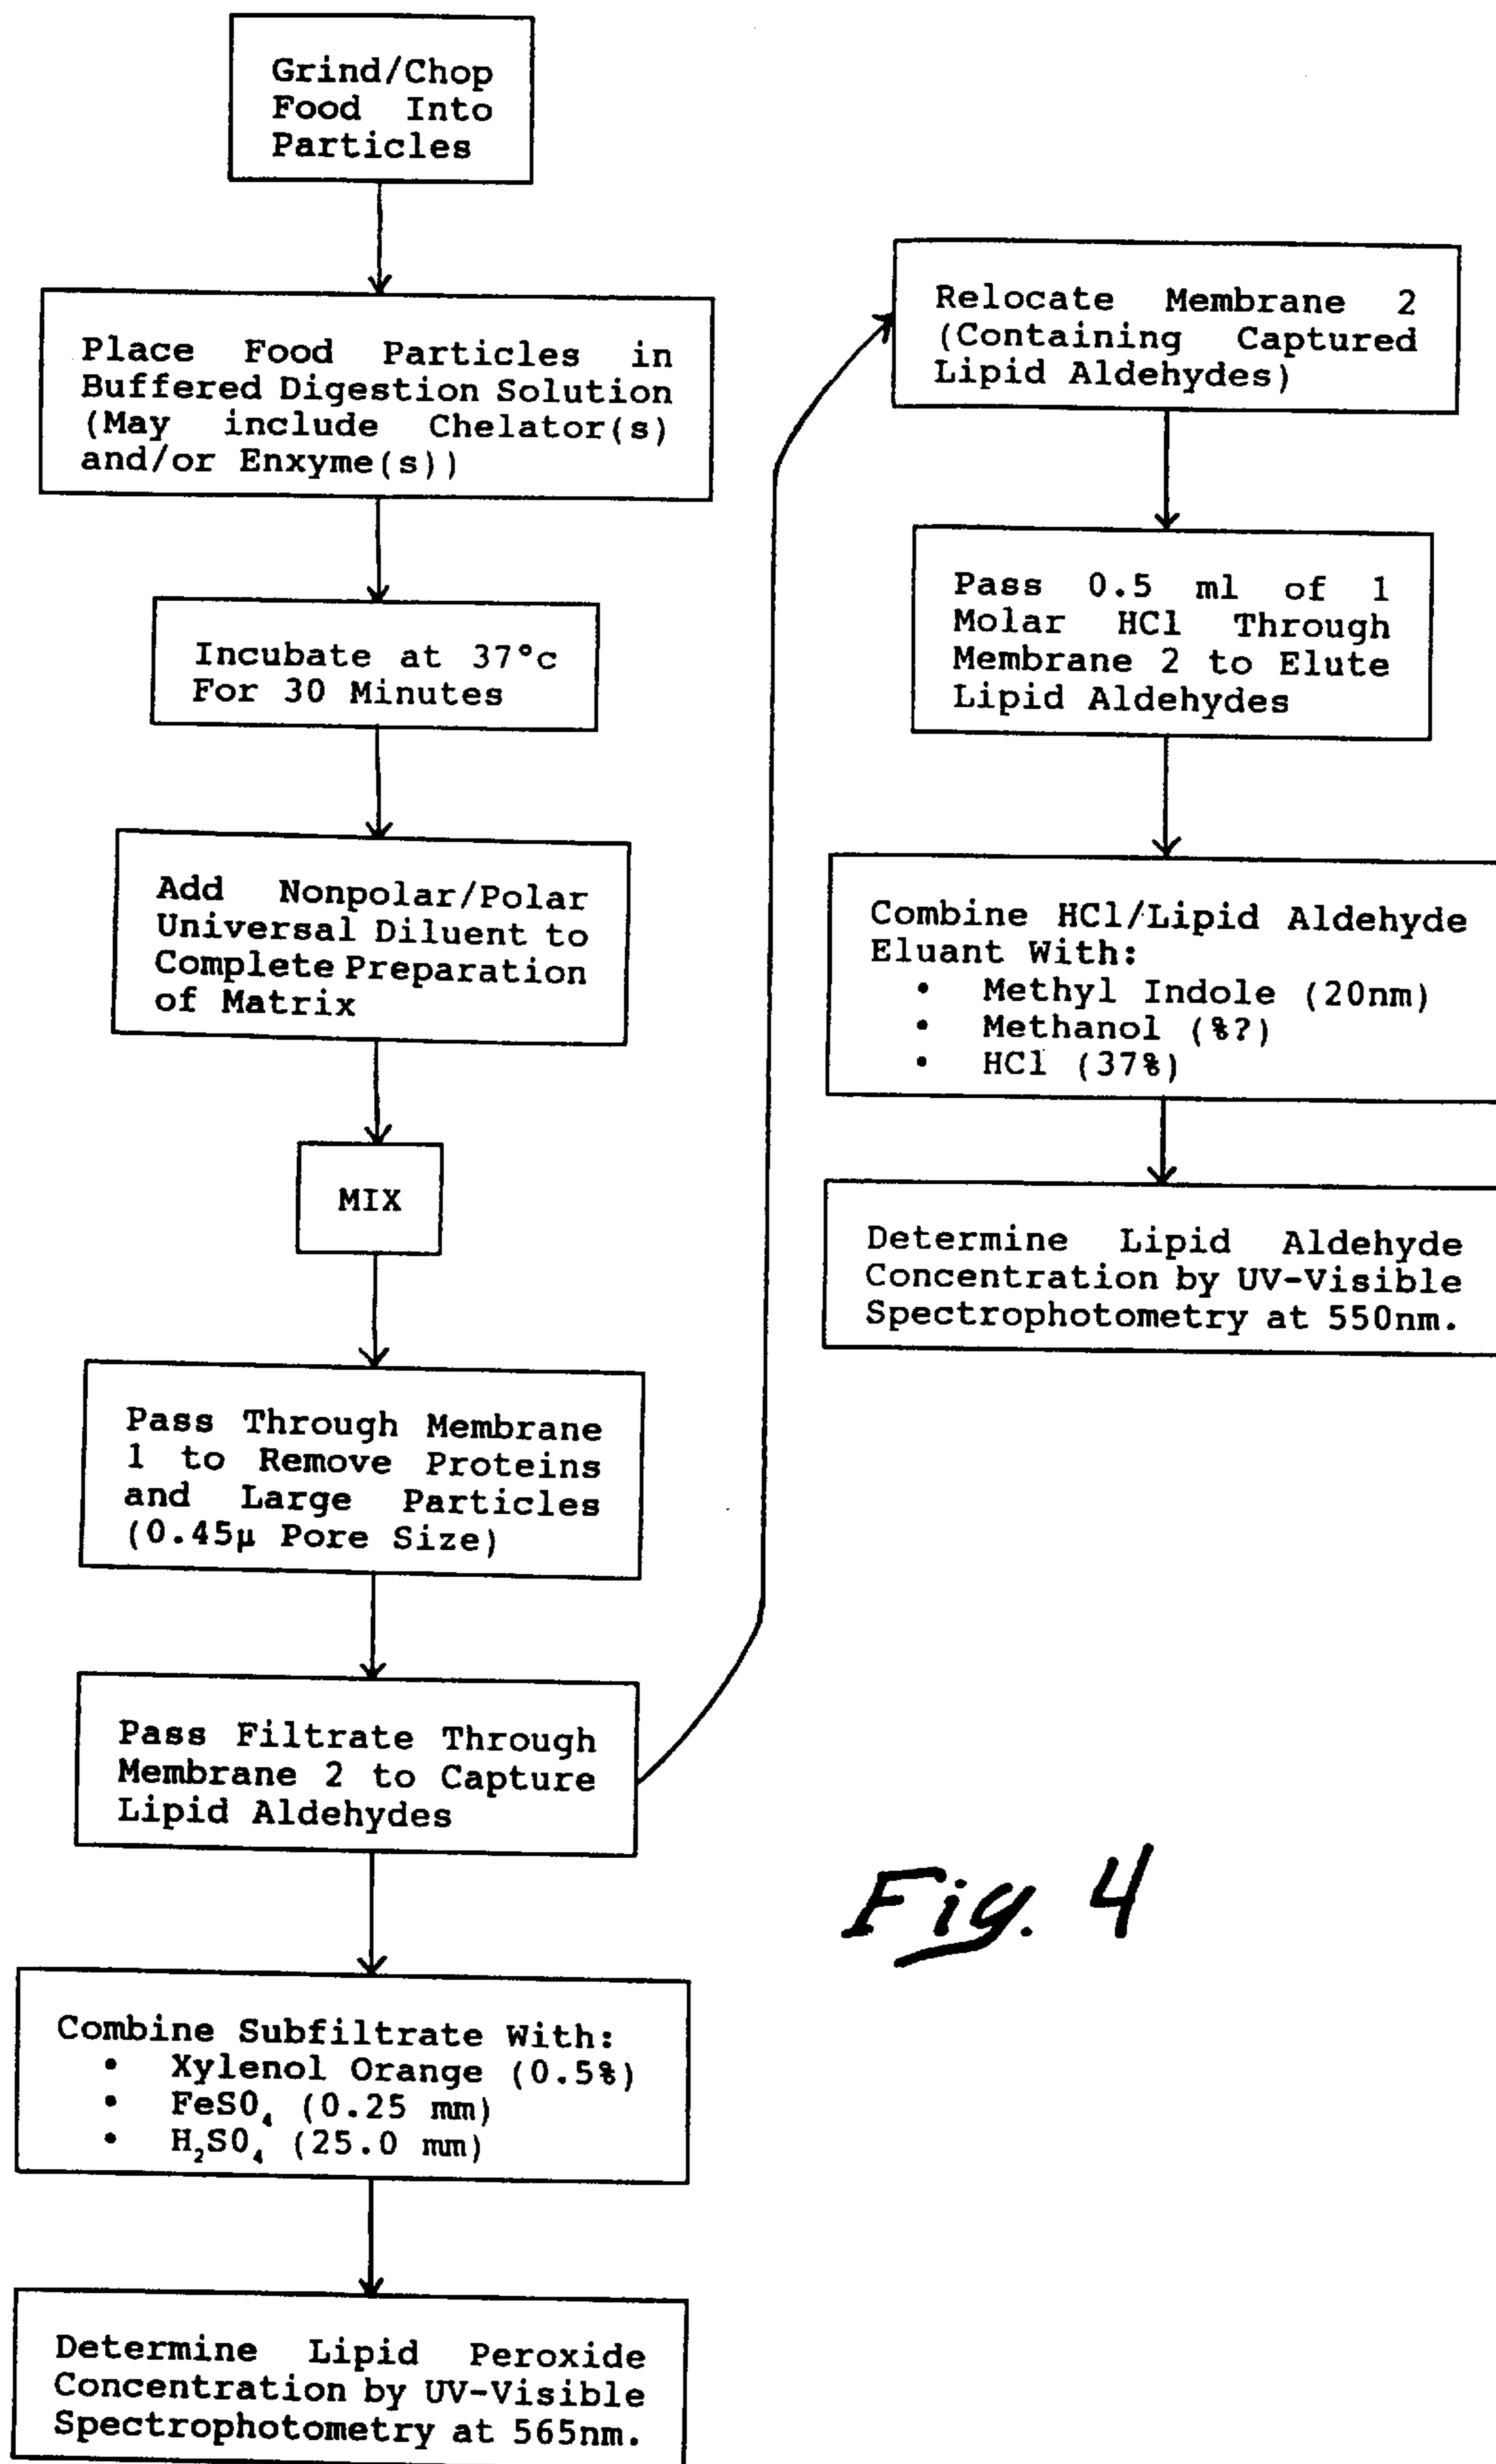 Grind/Chop
Food Into
Particles
Place Food Particles in
Buffered Digestion Solution
(May include Chelator(s)
and/or Enxyme(s))
Incubate at 37°c
For 30 Minutes
Add Nonpolar/Polar
Universal Diluent to
Complete Preparation
of Matrix
MIX
Pass Through Membrane
1 to Remove Proteins
and Large Particles
(0.45µ Pore Size)
Pass Filtrate Through
Membrane 2 to Capture
Lipid Aldehydes
Combine Subfiltrate With:
• Xylenol Orange (0.5%)
• FeSO₄ (0.25 mm)
• H₂SO₄ (25.0 mm)
Determine Lipid Peroxide
Concentration by UV-Visible
Spectrophotometry at 565nm.
Relocate Membrane 2
(Containing Captured
Lipid Aldehydes)
Pass 0.5 ml of 1
Molar HCl Through
Membrane 2 to Elute
Lipid Aldehydes
Combine HCl/Lipid Aldehyde
Eluant With:
• Methyl Indole (20nm)
• Methanol (%?)
• HCl (37%)
Determine Lipid Aldehyde
Concentration by UV-Visible
Spectrophotometry at 550nm.
Fig. 4